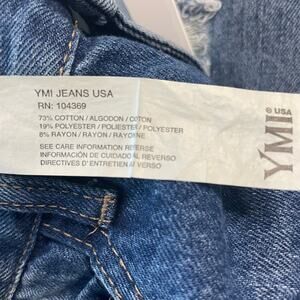 YMI JEANS USA
RN: 104369
73% COTTON / ALGODON / COTON
19% POLYESTER / POLIESTER / POLYESTER
8% RAYON / RAYON / RAYONNE
SEE CARE INFORMATION REVERSE
INFORMACIÓN DE CUIDADO AL REVERSO
DIRECTIVES D' ENTRETIEN A/ VERSO
YMI
® USA